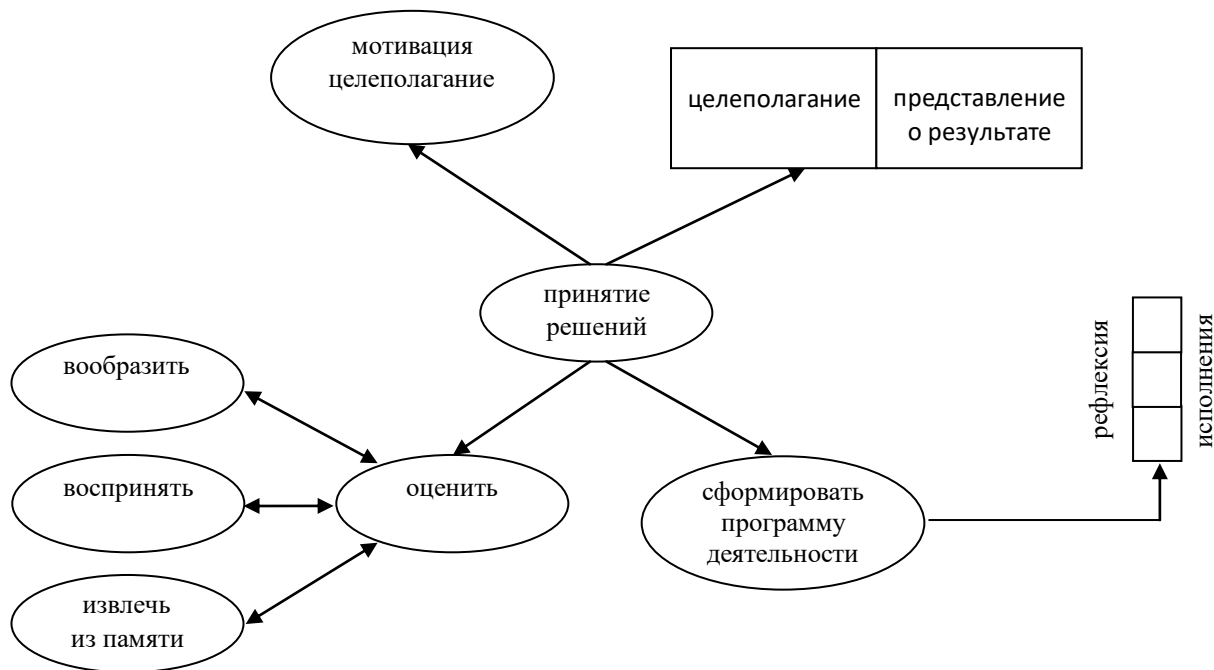 мотивация
целеполагание
целеполагание
представление
о результате
принятие
решений
вообразить
воспринять
извлечь
из памяти
оценить
сформировать
программу
деятельности
рефлексия
исполнения